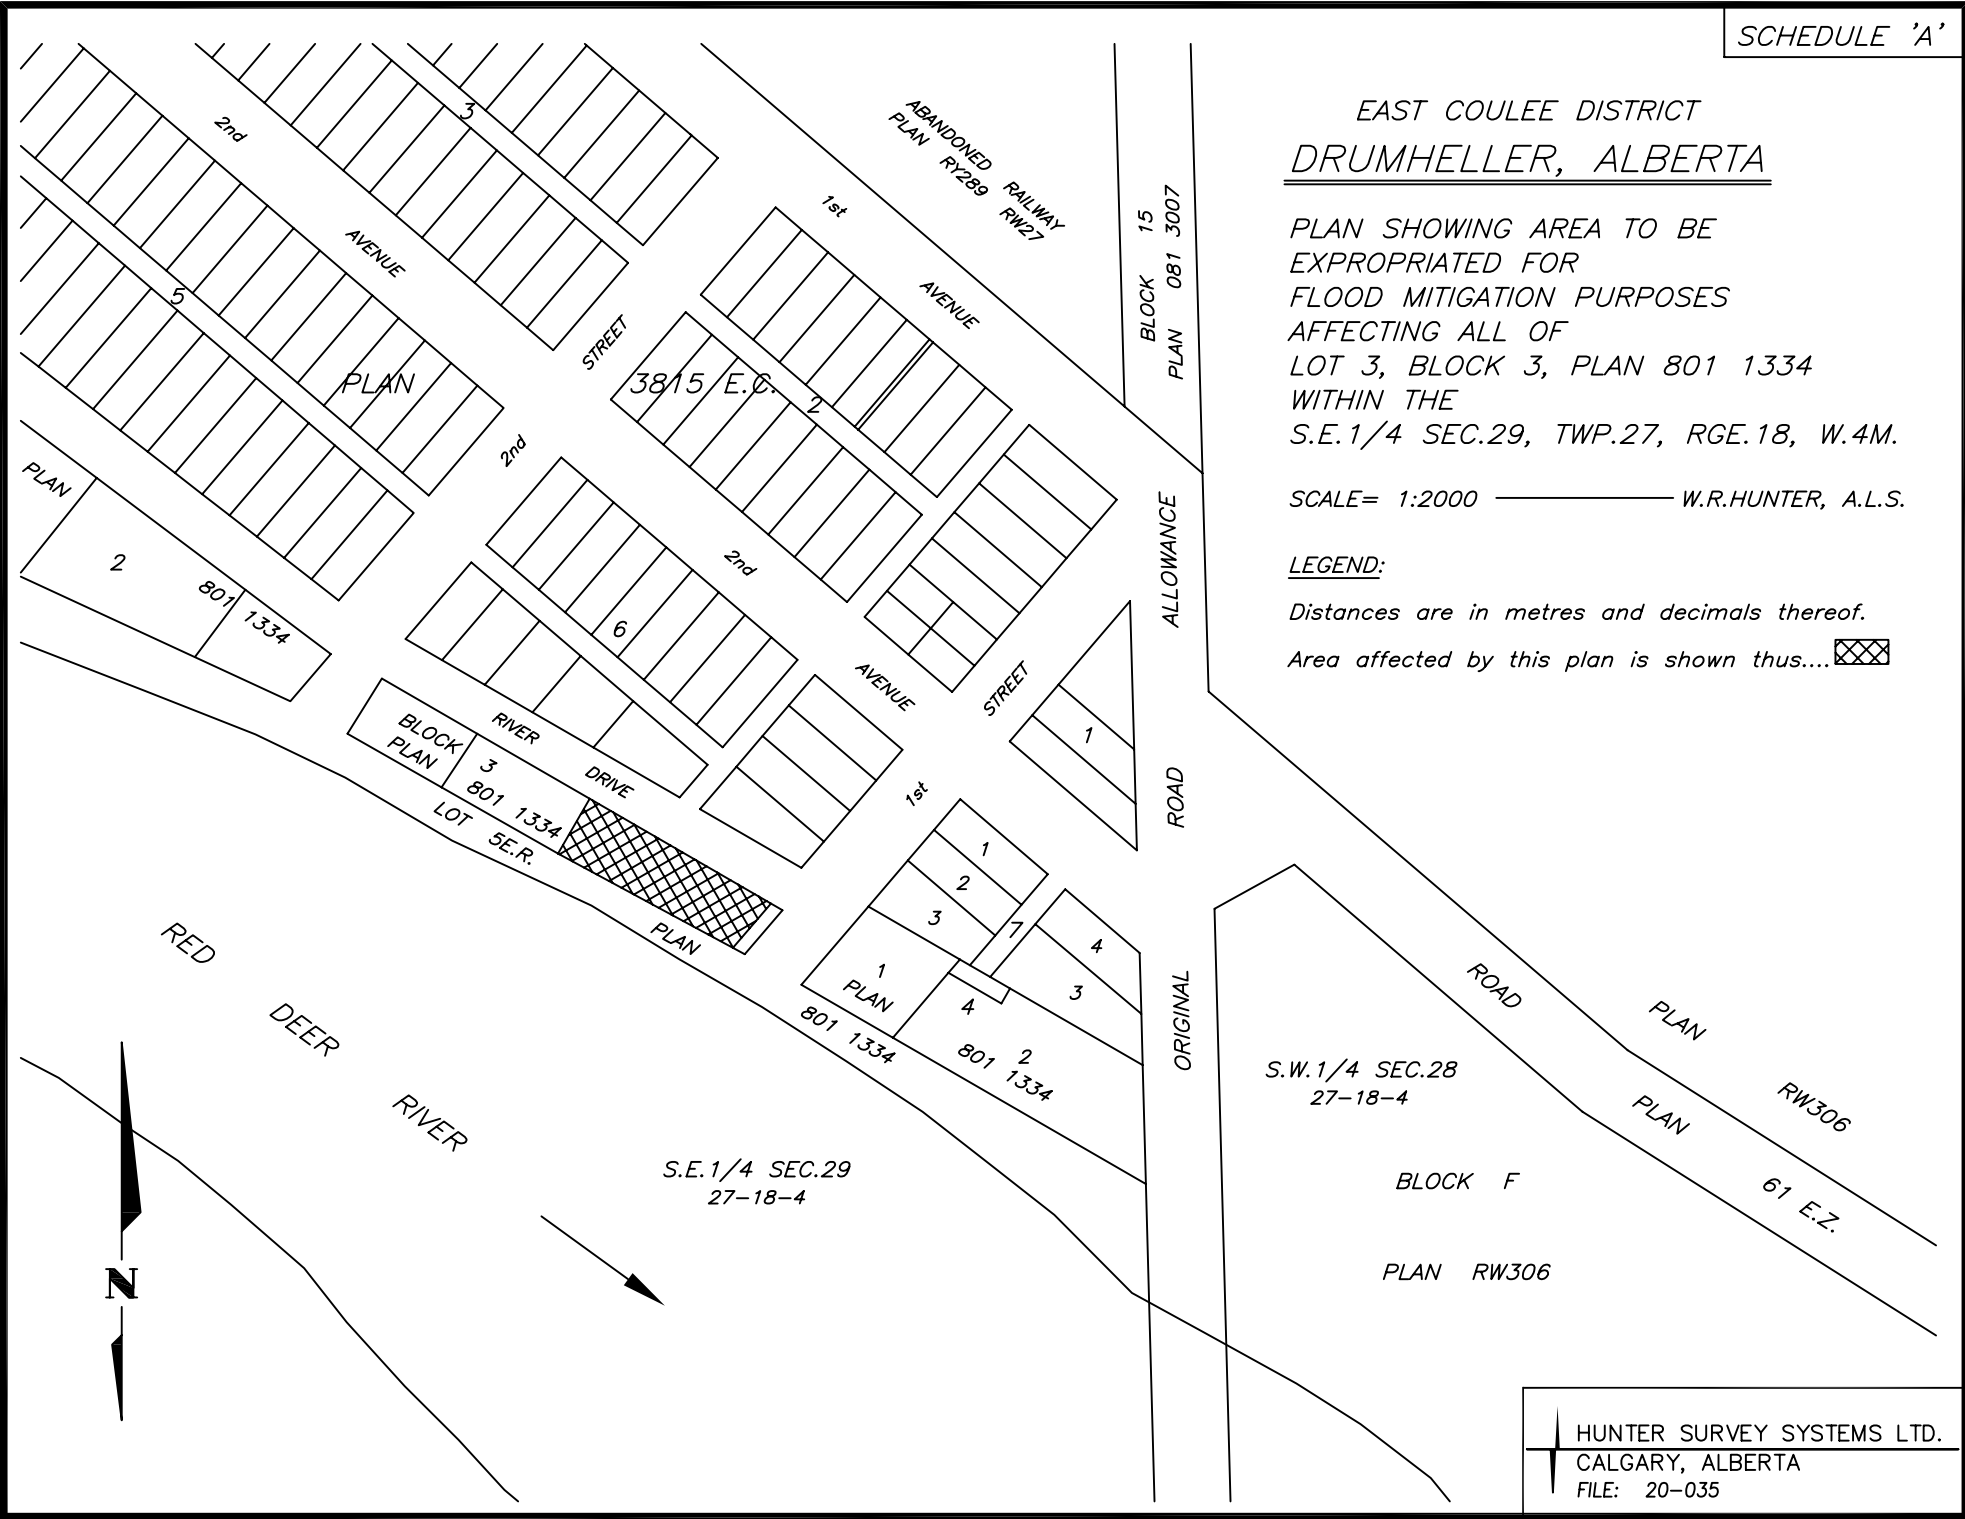 SCHEDULE 'A'
EAST COULEE DISTRICT
DRUMHELLER, ALBERTA
PLAN SHOWING AREA TO BE
EXPROPRIATED FOR
FLOOD MITIGATION PURPOSES
AFFECTING ALL OF
LOT 3, BLOCK 3, PLAN 801 1334
WITHIN THE
S.E.1/4 SEC.29, TWP.27, RGE.18, W.4M.
SCALE= 1:2000 W.R.HUNTER, A.L.S.
LEGEND:
Distances are in metres and decimals thereof.
Area affected by this plan is shown thus....
ABANDONED RAILWAY
PLAN RY289 RW27
BLOCK 15
PLAN 081 3007
1st AVENUE
2nd AVENUE
3
5
PLAN 3815 E.C.
2
STREET
2nd
2nd AVENUE
6
PLAN
2
801 1334
RIVER DRIVE
BLOCK 3
PLAN 801 1334
LOT 5E.R.
PLAN 801 1334
STREET
1st
1
1
2
3
7
4
3
1
PLAN
4
2
801 1334
ORIGINAL ROAD ALLOWANCE
RED DEER RIVER
S.E.1/4 SEC.29
27-18-4
S.W.1/4 SEC.28
27-18-4
BLOCK F
PLAN RW306
ROAD PLAN 61 E.Z.
PLAN RW306
N
HUNTER SURVEY SYSTEMS LTD.
CALGARY, ALBERTA
FILE: 20-035